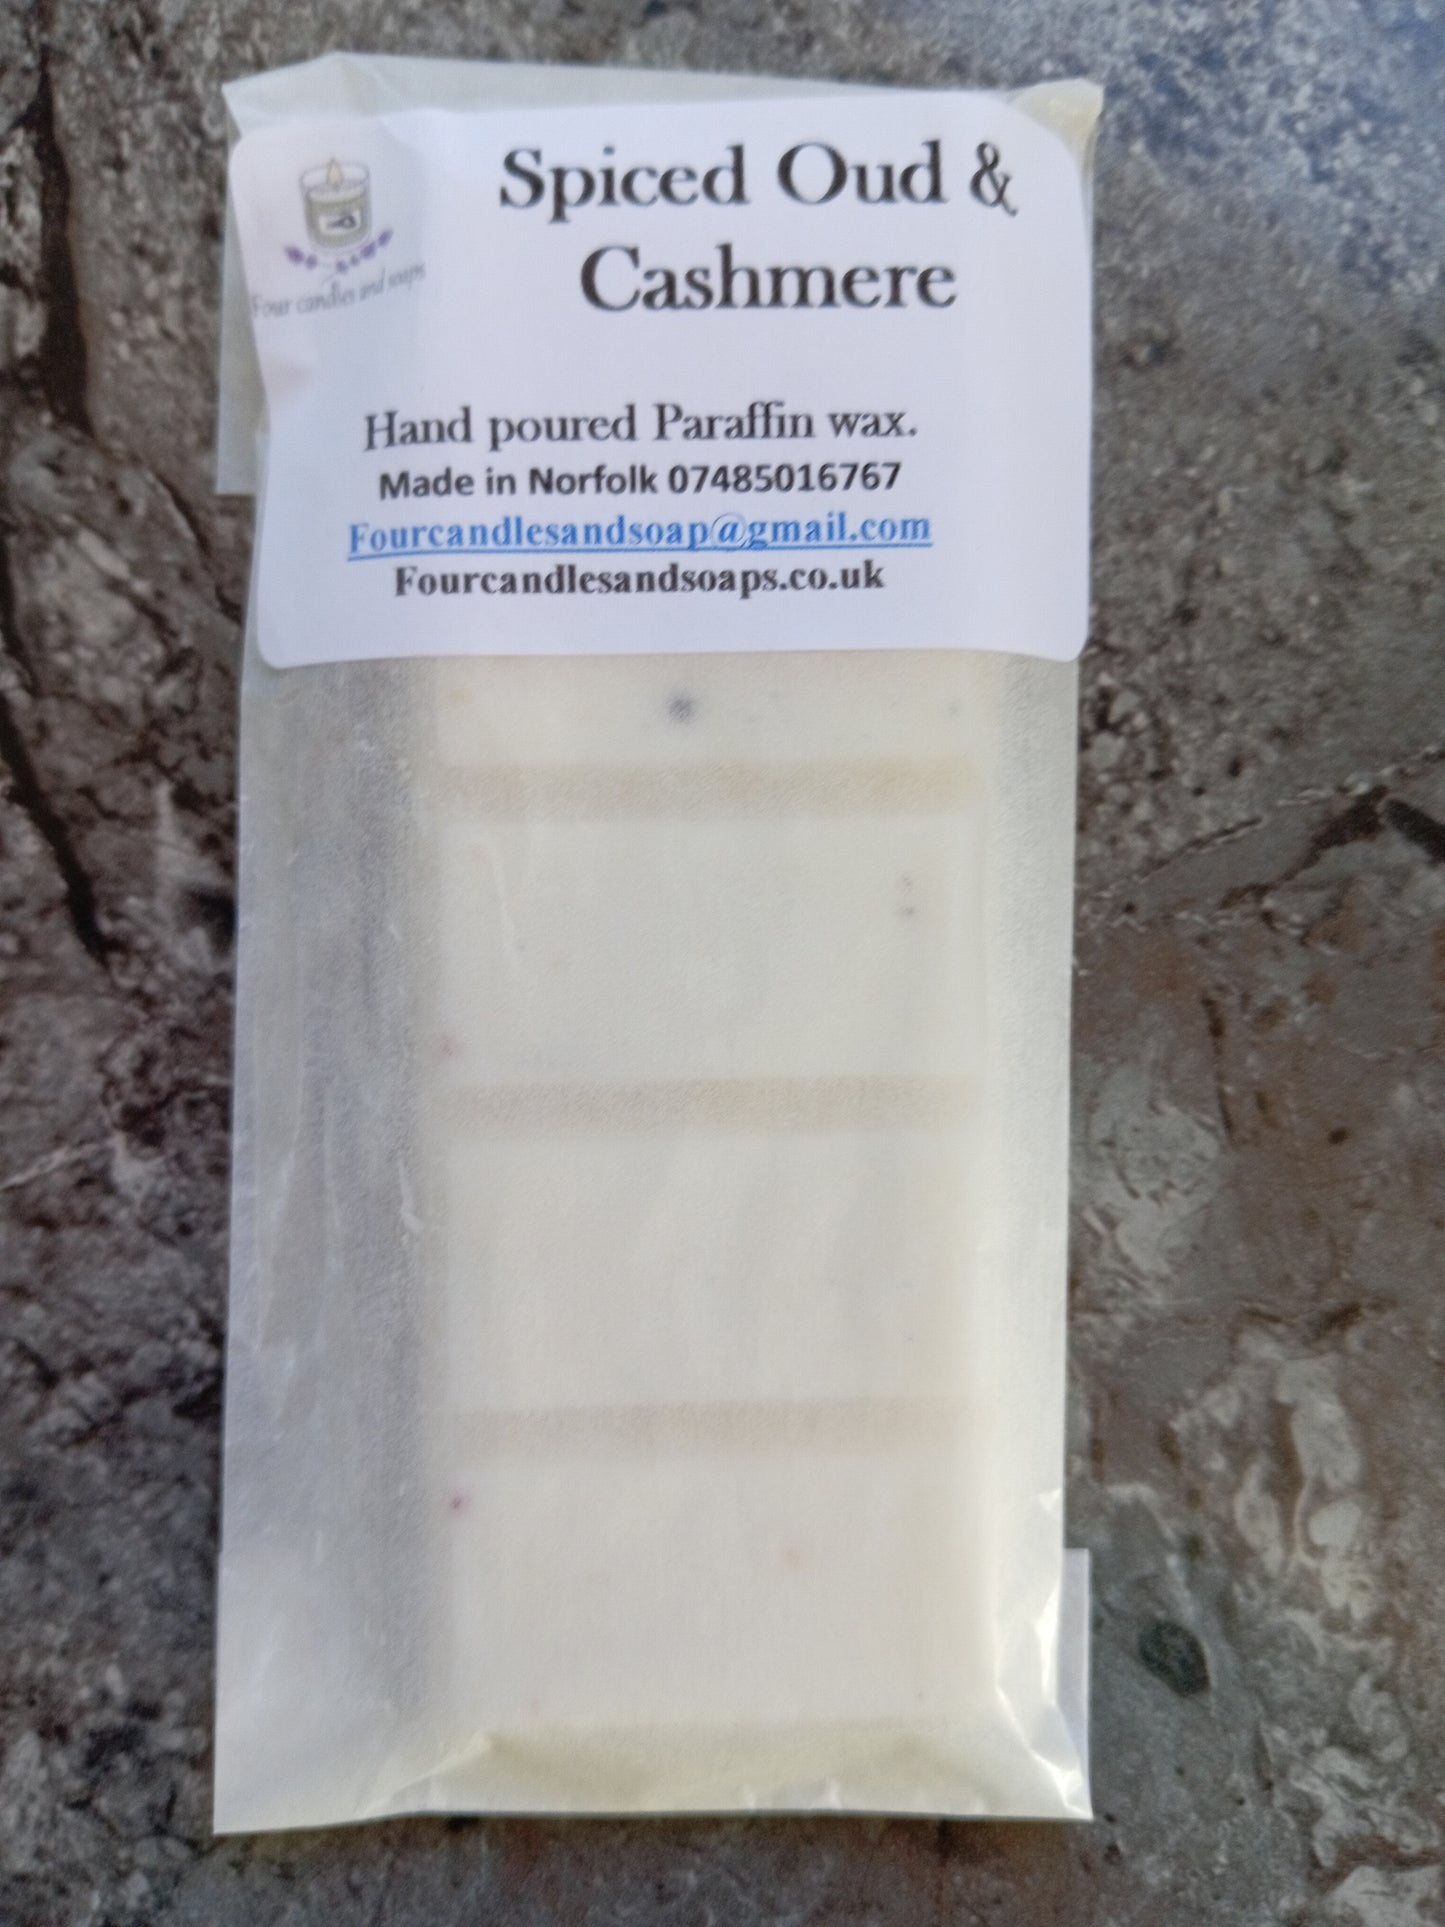 Spiced Oud &
Cashmere
Four candles and soaps
Hand poured Paraffin wax.
Made in Norfolk 07485016767
Fourcandlesandsoap@gmail.com
Fourcandlesandsoaps.co.uk